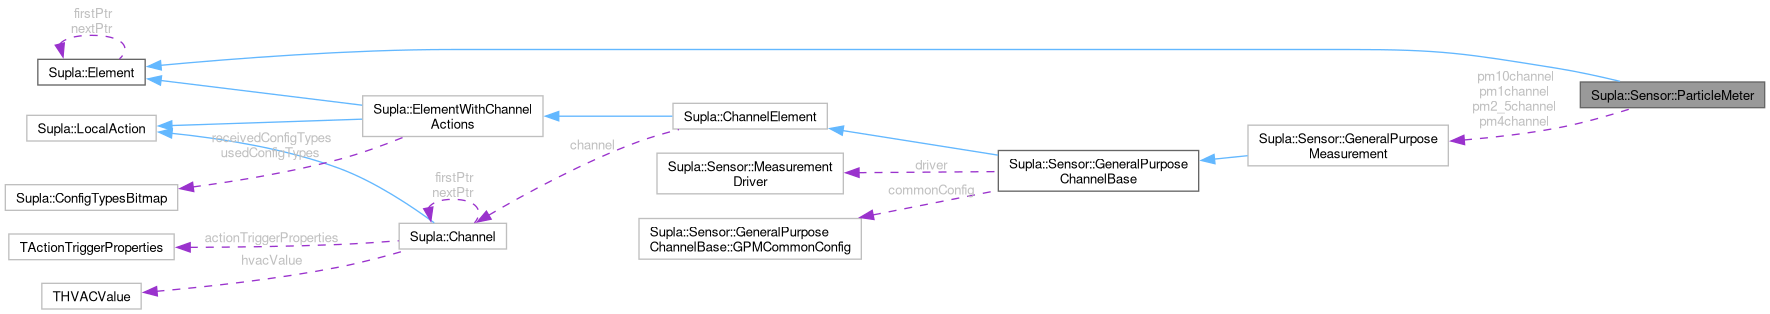 firstPtr
nextPtr
Supla::Element
Supla::LocalAction
Supla::ElementWithChannel
Actions
receivedConfigTypes
usedConfigTypes
Supla::ConfigTypesBitmap
firstPtr
nextPtr
Supla::Channel
actionTriggerProperties
TActionTriggerProperties
hvacValue
THVACValue
Supla::ChannelElement
channel
Supla::Sensor::Measurement
Driver
driver
commonConfig
Supla::Sensor::GeneralPurpose
ChannelBase::GPMCommonConfig
Supla::Sensor::GeneralPurpose
ChannelBase
Supla::Sensor::GeneralPurpose
Measurement
pm10channel
pm1channel
pm2_5channel
pm4channel
Supla::Sensor::ParticleMeter